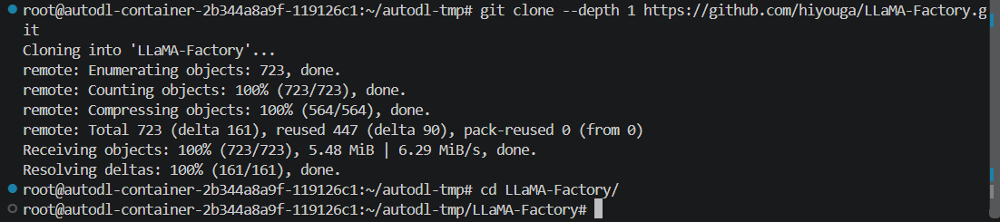 root@autodl-container-2b344a8a9f-119126c1:~/autodl-tmp# git clone --depth 1 https://github.com/hiyouga/LLaMA-Factory.g
it
Cloning into 'LLaMA-Factory'...
remote: Enumerating objects: 723, done.
remote: Counting objects: 100% (723/723), done.
remote: Compressing objects: 100% (564/564), done.
remote: Total 723 (delta 161), reused 447 (delta 90), pack-reused 0 (from 0)
Receiving objects: 100% (723/723), 5.48 MiB | 6.29 MiB/s, done.
Resolving deltas: 100% (161/161), done.
root@autodl-container-2b344a8a9f-119126c1:~/autodl-tmp# cd LLaMA-Factory/
root@autodl-container-2b344a8a9f-119126c1:~/autodl-tmp/LLaMA-Factory#